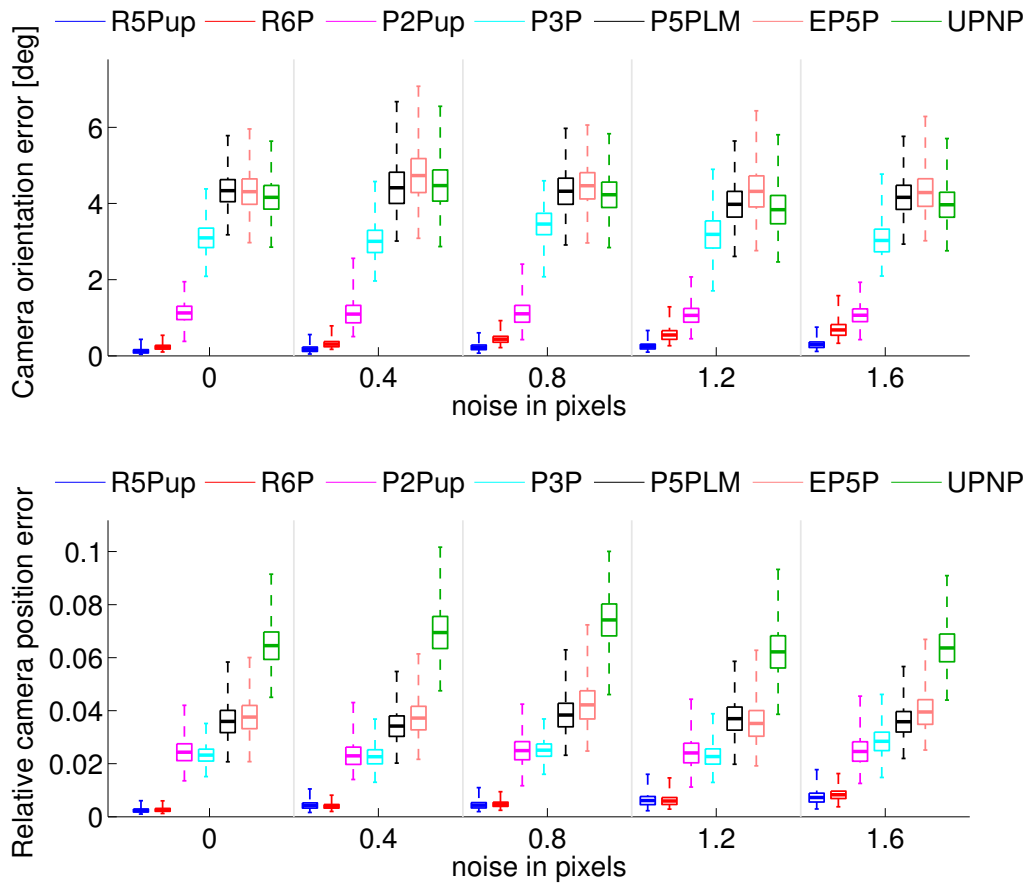 R5Pup R6P P2Pup P3P P5PLM EP5P UPNP
Camera orientation error [deg]
6
4
2
0
0 0.4 0.8 1.2 1.6
noise in pixels
R5Pup R6P P2Pup P3P P5PLM EP5P UPNP
Relative camera position error
0.1
0.08
0.06
0.04
0.02
0
0 0.4 0.8 1.2 1.6
noise in pixels